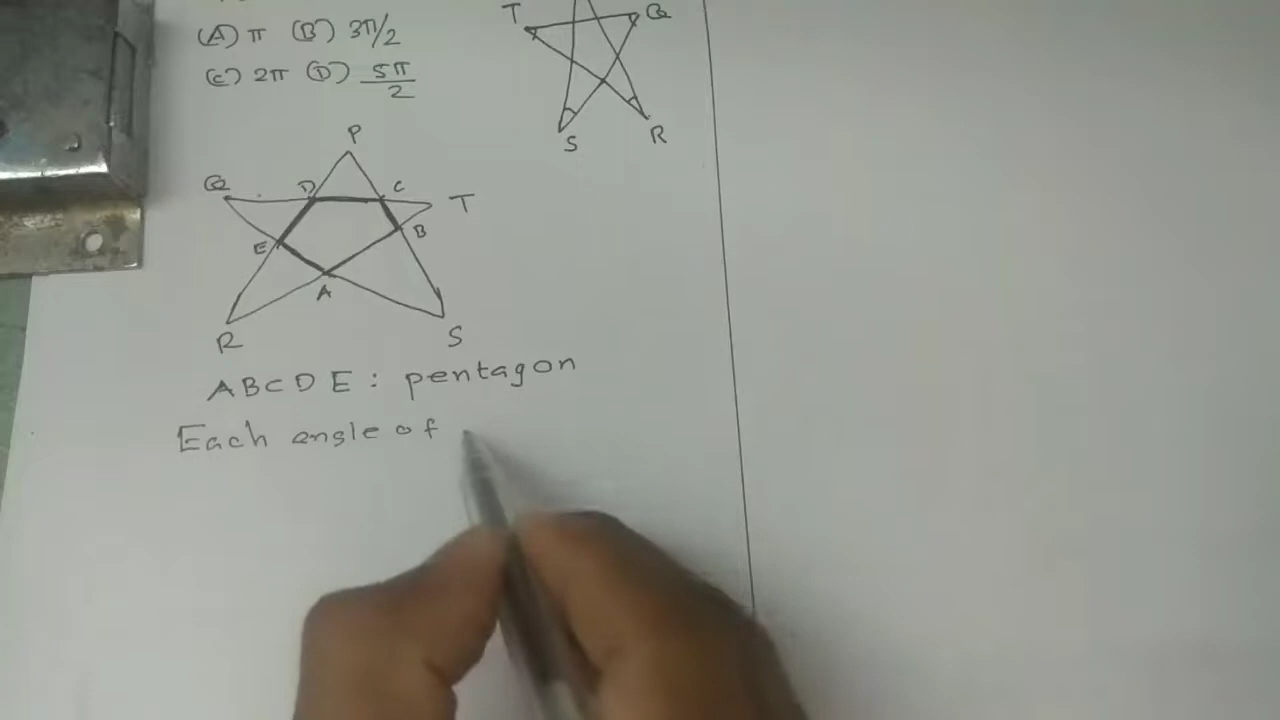 (A) π (B) 3π/2
(C) 2π (D) 5π/2
T Q
S R
P
Q D C T
E B
A
R S
ABCDE : pentagon
Each angle of